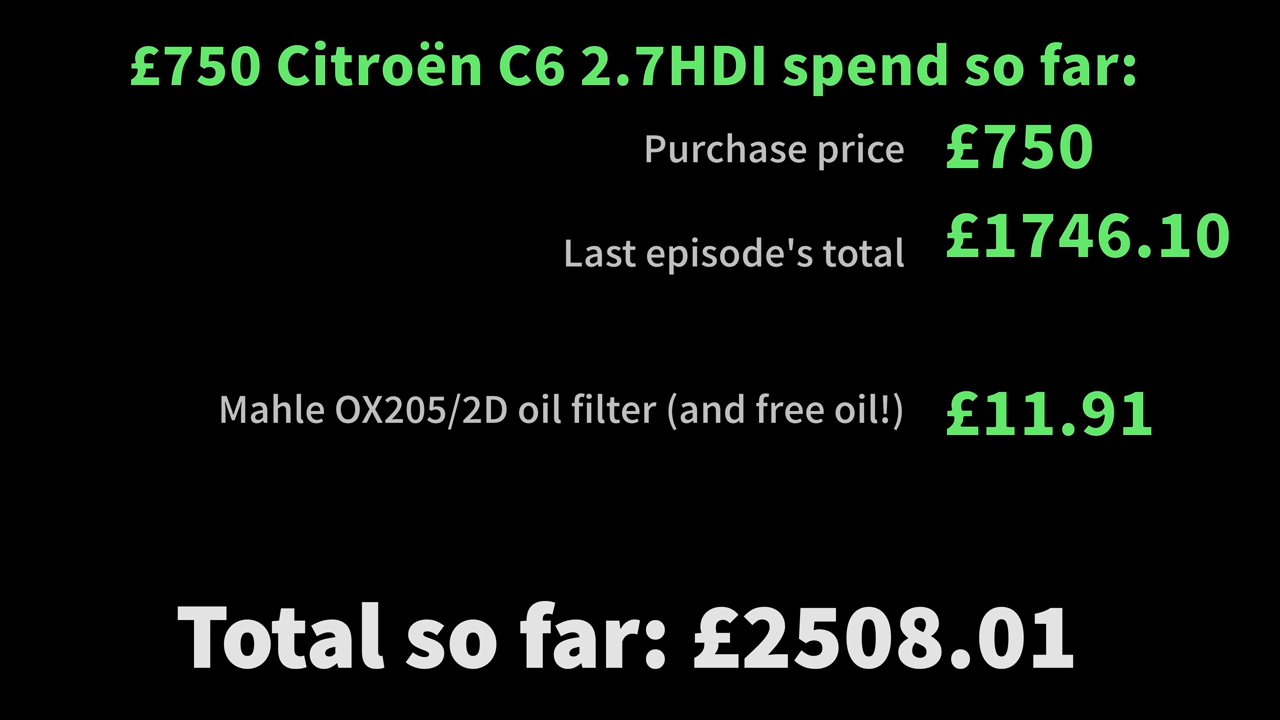 £750 Citroën C6 2.7HDI spend so far:
Purchase price £750
Last episode's total £1746.10
Mahle OX205/2D oil filter (and free oil!) £11.91
Total so far: £2508.01